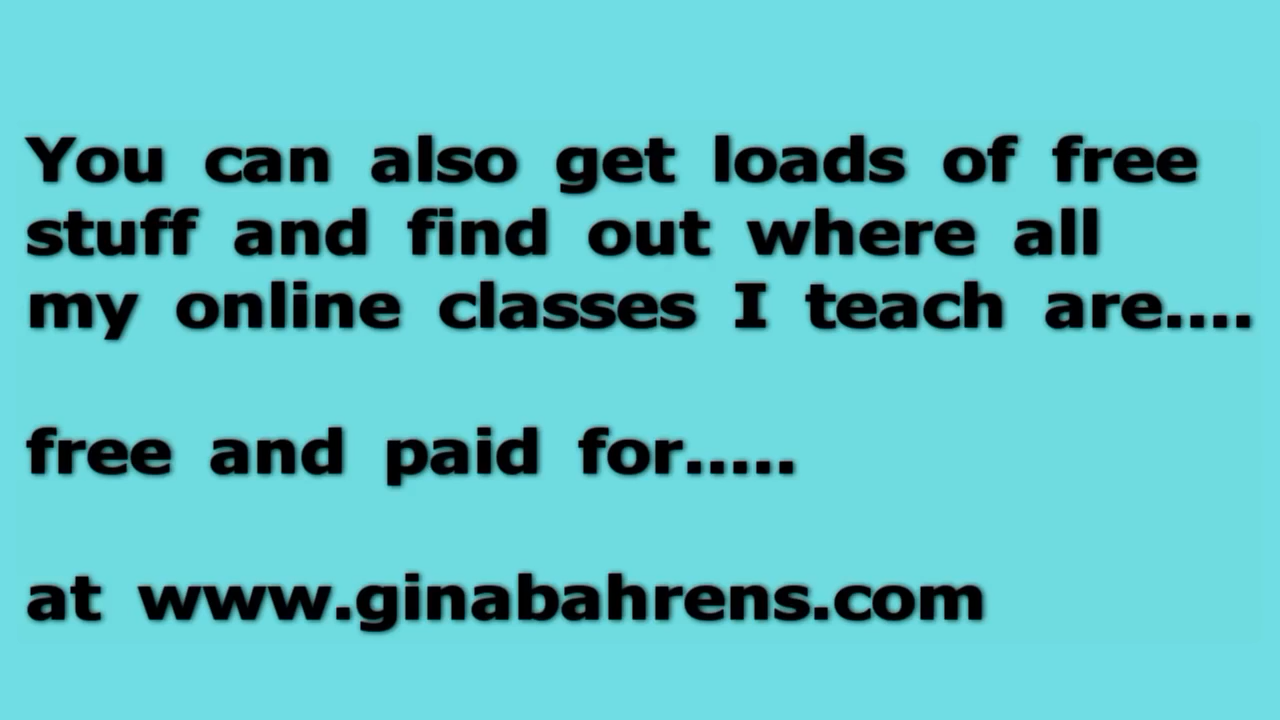 You can also get loads of free
stuff and find out where all
my online classes I teach are....
free and paid for.....
at www.ginabahrens.com